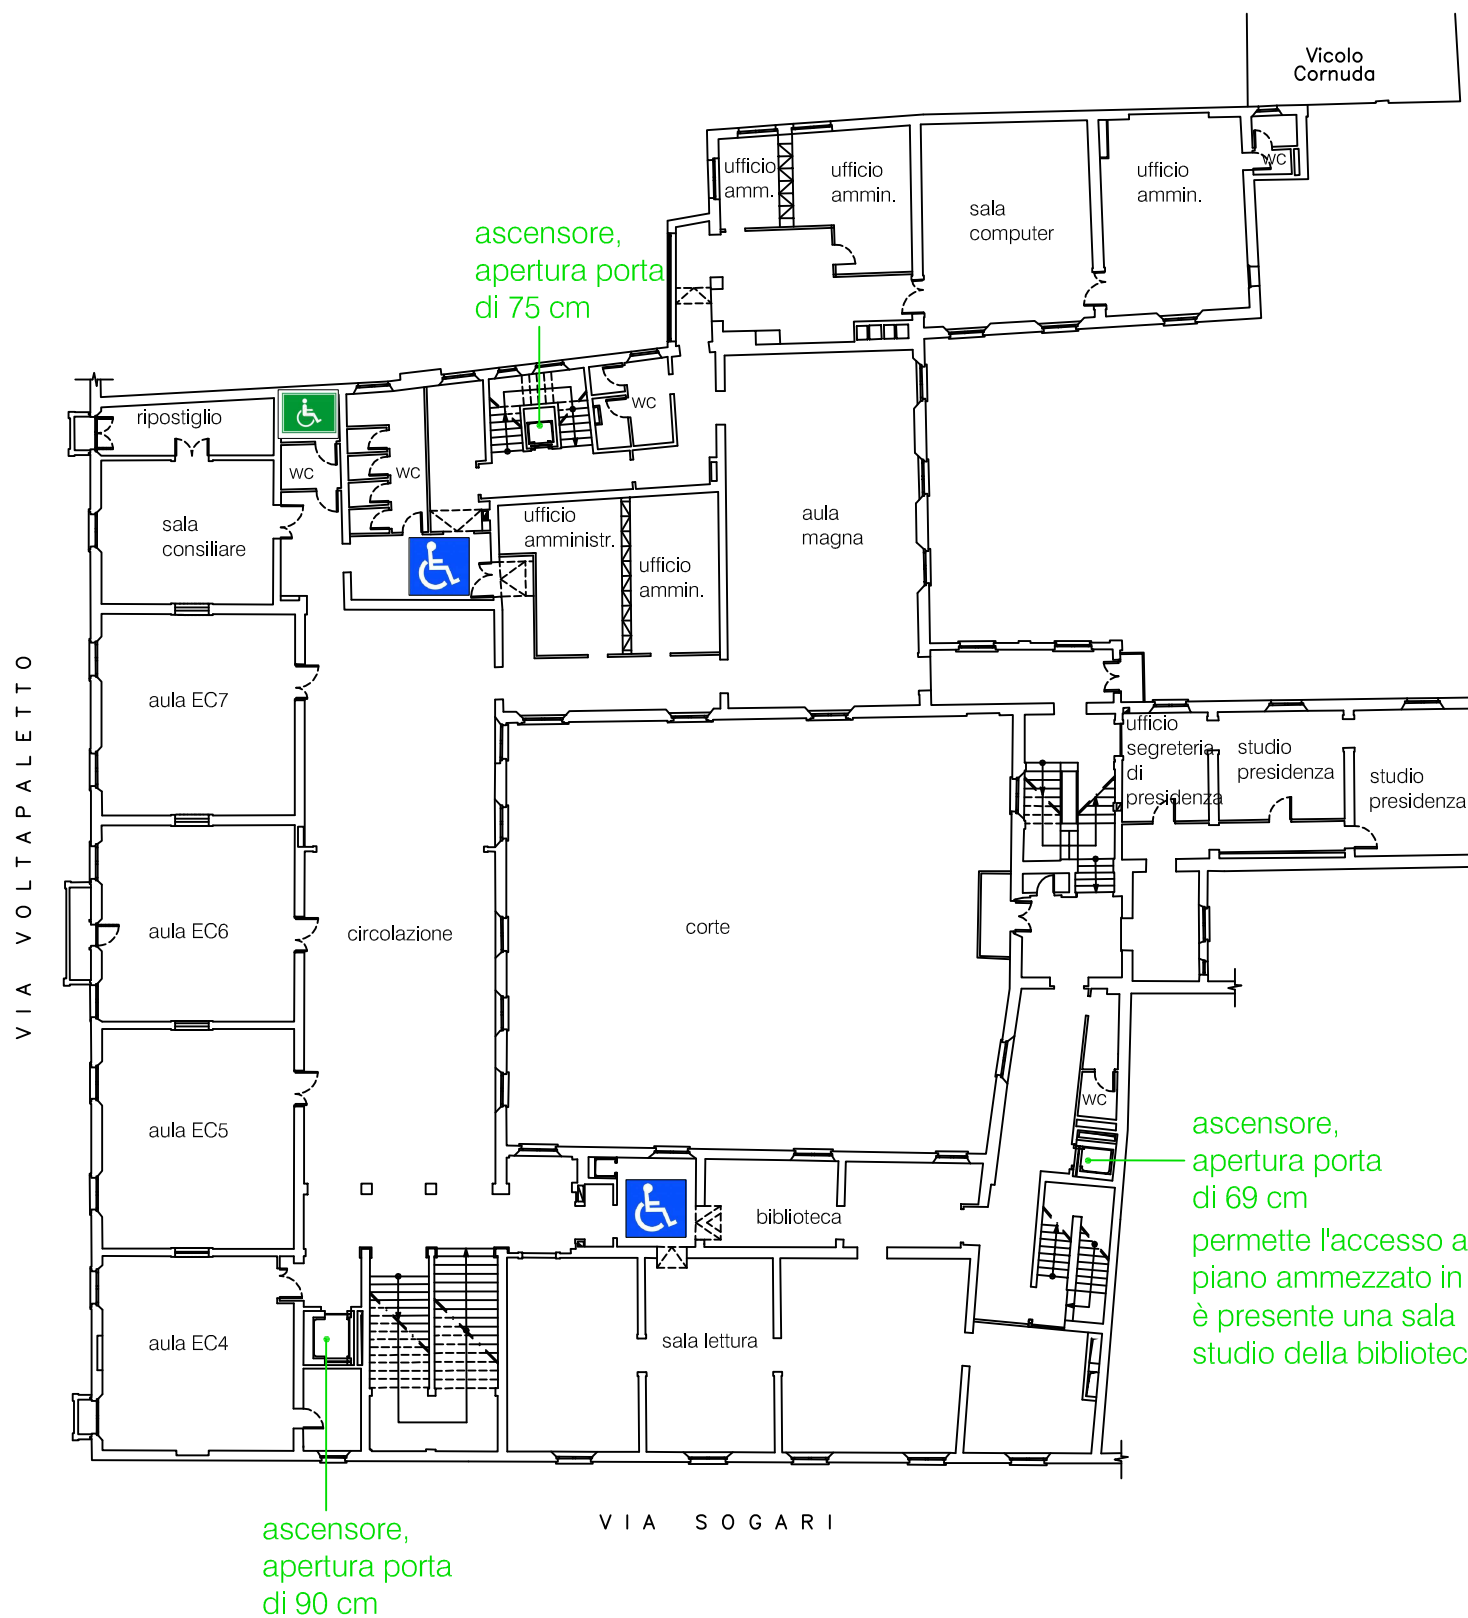 Vicolo
Cornuda
ufficio
amm.
ufficio
ammin.
sala
computer
ufficio
ammin.
wc
ascensore,
apertura porta
di 75 cm
ripostiglio
wc
wc
wc
sala
consiliare
ufficio
amministr.
ufficio
ammin.
aula
magna
VIA VOLTAPALETTO
aula EC7
ufficio
segreteria
di
presidenza
studio
presidenza
studio
presidenza
aula EC6
circolazione
corte
aula EC5
wc
ascensore,
apertura porta
di 69 cm
permette l'accesso a
piano ammezzato in
è presente una sala
studio della bibliotec
biblioteca
aula EC4
sala lettura
VIA SOGARI
ascensore,
apertura porta
di 90 cm